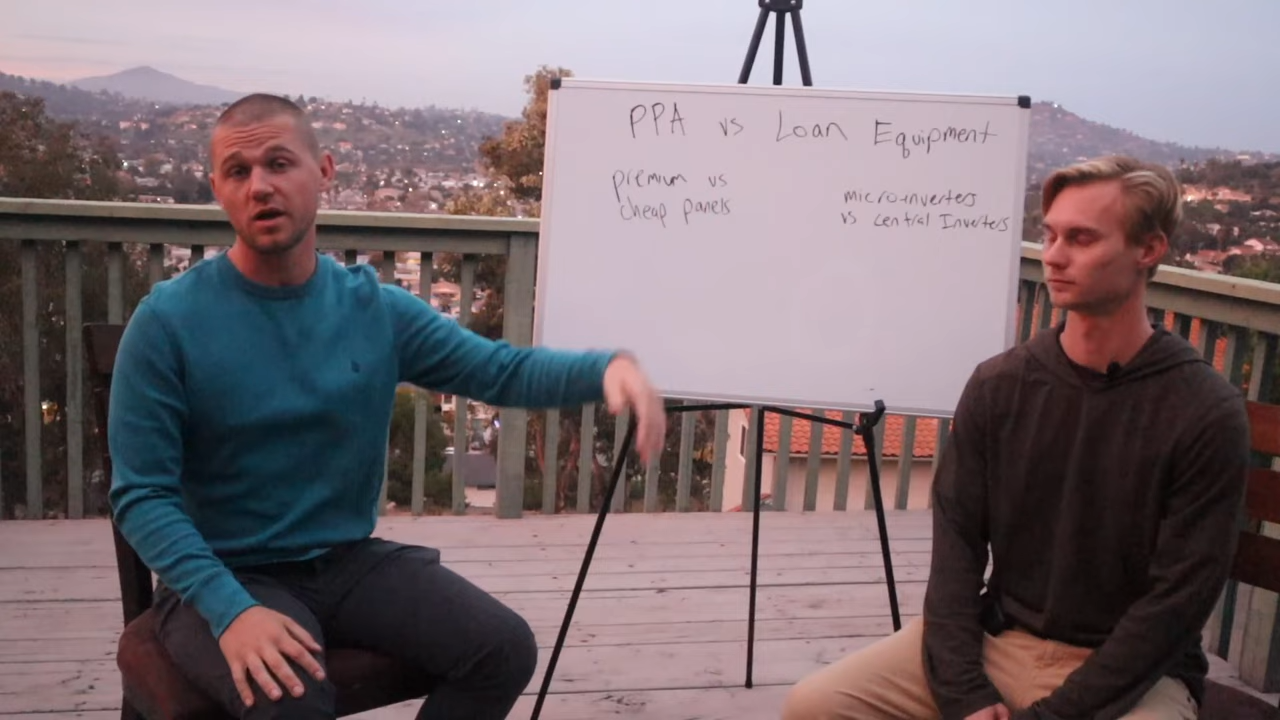 PPA vs Loan Equipment
premium vs
cheap panels
micro-inverters
vs central Inverters